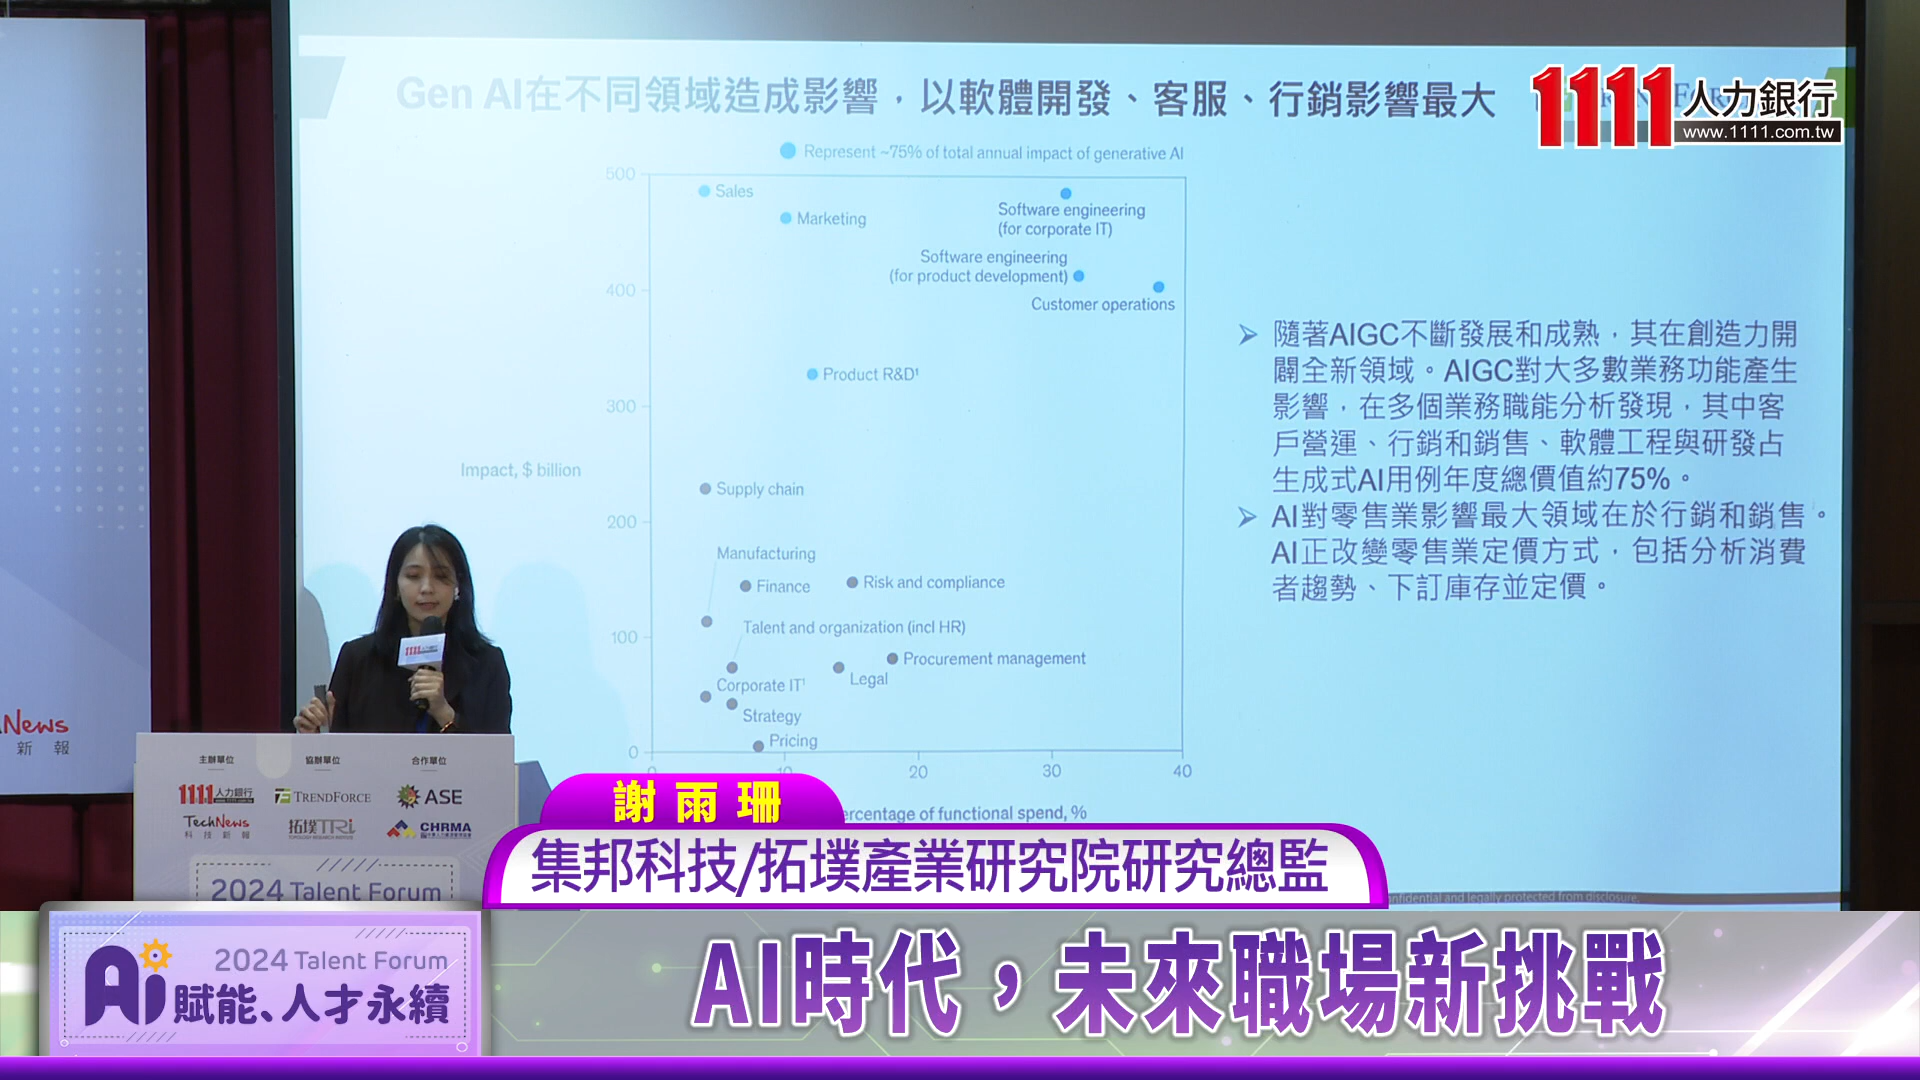 Gen AI在不同領域造成影響，以軟體開發、客服、行銷影響最大
1111人力銀行
www.1111.com.tw
Represent ~75% of total annual impact of generative AI
500
Sales
Marketing
Software engineering
(for corporate IT)
Software engineering
(for product development)
400
Customer operations
Product R&D¹
300
Impact, $ billion
Supply chain
200
Manufacturing
Finance
Risk and compliance
Talent and organization (incl HR)
100
Procurement management
Legal
Corporate IT¹
Strategy
Pricing
0
0
10
20
30
40
ercentage of functional spend, %
➢ 隨著AIGC不斷發展和成熟，其在創造力開
闢全新領域。AIGC對大多數業務功能產生
影響，在多個業務職能分析發現，其中客
戶營運、行銷和銷售、軟體工程與研發占
生成式AI用例年度總價值約75%。
➢ AI對零售業影響最大領域在於行銷和銷售。
AI正改變零售業定價方式，包括分析消費
者趨勢、下訂庫存並定價。
nfidential and legally protected from disclosure.
News
新 報
1111人力銀行
主辦單位
協辦單位
合作單位
1111人力銀行
TRENDFORCE
ASE
TechNews
科技新報
拓墣TRi
CHRMA
2024 Talent Forum
謝雨珊
集邦科技/拓墣產業研究院研究總監
2024 Talent Forum
Ai賦能、人才永續
AI時代，未來職場新挑戰